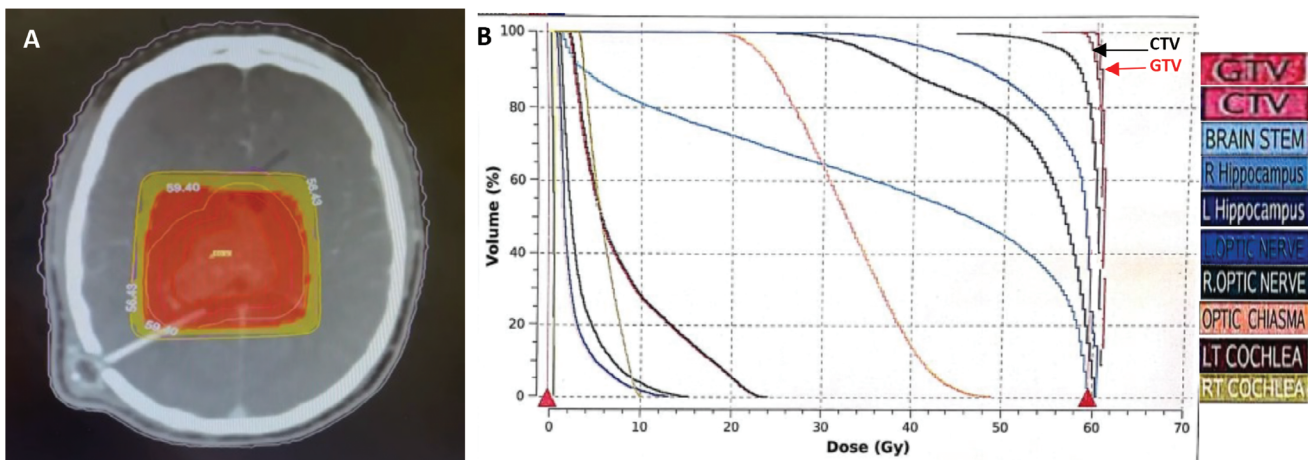 A
59.40
56.43
56.43
59.40
B
CTV
GTV
Volume (%)
100
80
60
40
20
0
0
10
20
30
40
50
60
70
Dose (Gy)
GTV
CTV
BRAIN STEM
R Hippocampus
L Hippocampus
L.OPTIC NERVE
R.OPTIC NERVE
OPTIC CHIASMA
LT COCHLEA
RT COCHLEA